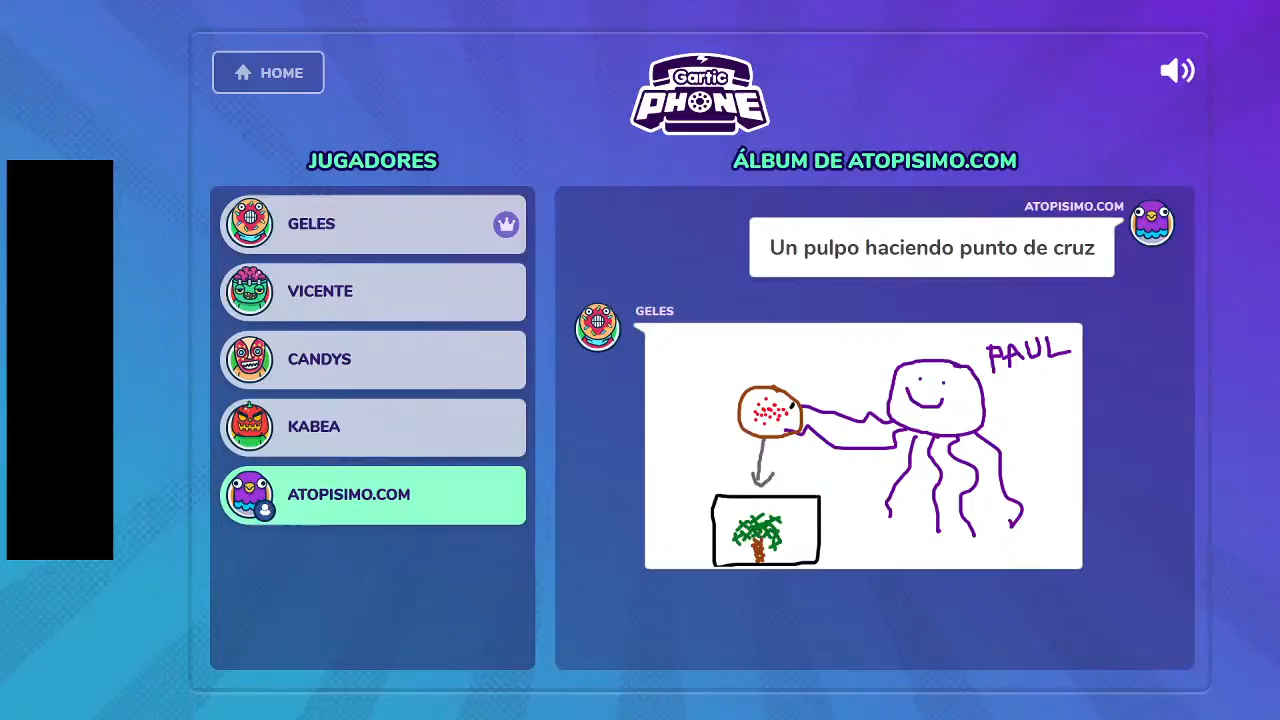 HOME
Gartic
PHONE
JUGADORES
ÁLBUM DE ATOPISIMO.COM
GELES
VICENTE
CANDYS
KABEA
ATOPISIMO.COM
ATOPISIMO.COM
Un pulpo haciendo punto de cruz
GELES
PAUL